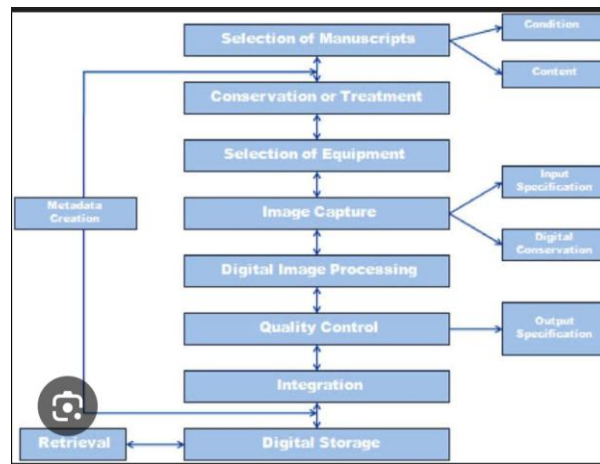 Selection of Manuscripts
Condition
Content
Conservation or Treatment
Selection of Equipment
Input
Specification
Metadata
Creation
Image Capture
Digital
Conservation
Digital Image Processing
Quality Control
Output
Specification
Integration
Retrieval
Digital Storage